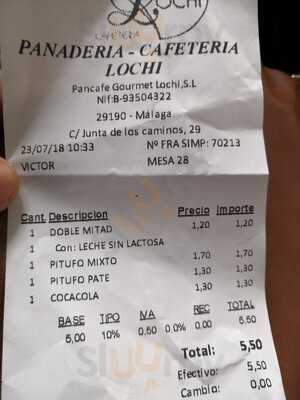 LOCHI
CAFETERIA
PANADERIA - CAFETERIA
LOCHI
Pancafe Gourmet Lochi,S.L
Nif:B-93504322
29190 - Málaga
C/ Junta de los caminos, 29
23/07/18 10:33 Nº FRA SIMP: 70213
VICTOR MESA 28
Cant. Descripcion Precio Importe
1 DOBLE MITAD 1,20 1,20
Con: LECHE SIN LACTOSA
1 PITUFO MIXTO 1,70 1,70
1 PITUFO PATE 1,30 1,30
1 COCACOLA 1,30 1,30
BASE TIPO IVA REC TOTAL
5,00 10% 0,50 0.0% 0,00 5,50
Total: 5,50
Efectivo: 5,50
Cambio: 0,00